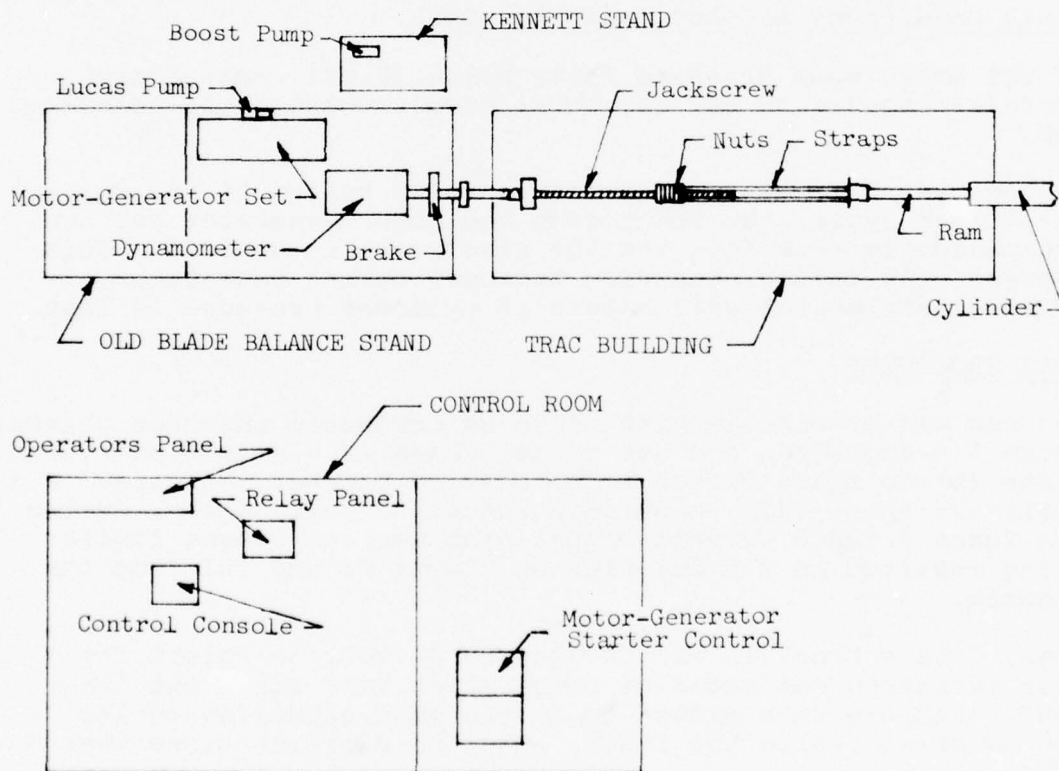 KENNETT STAND
Boost Pump
Lucas Pump
Jackscrew
Nuts
Straps
Motor-Generator Set
Dynamometer
Brake
Ram
Cylinder
OLD BLADE BALANCE STAND
TRAC BUILDING
CONTROL ROOM
Operators Panel
Relay Panel
Control Console
Motor-Generator
Starter Control